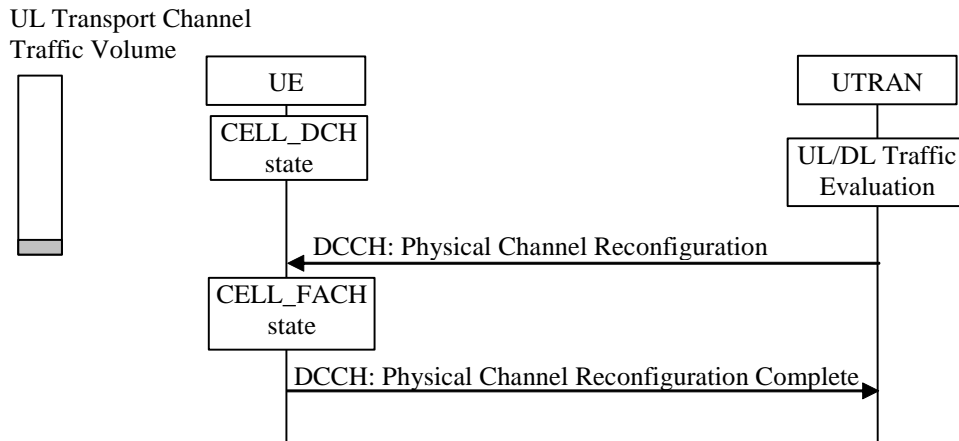 UL Transport Channel
Traffic Volume
UE
UTRAN
CELL_DCH
state
UL/DL Traffic
Evaluation
DCCH: Physical Channel Reconfiguration
CELL_FACH
state
DCCH: Physical Channel Reconfiguration Complete